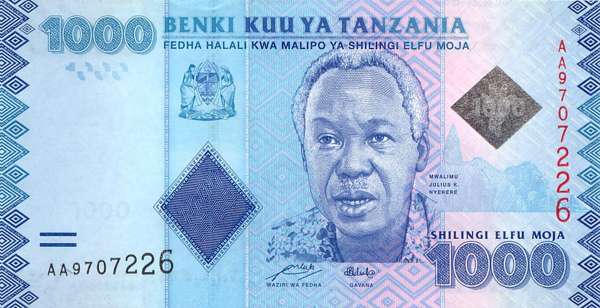 1000 BENKI KUU YA TANZANIA
FEDHA HALALI KWA MALIPO YA SHILINGI ELFU MOJA
AA9707226
1000
MWALIMU
JULIUS K.
NYERERE
SHILINGI ELFU MOJA
1000
AA9707226
WAZIRI WA FEDHA
GAVANA